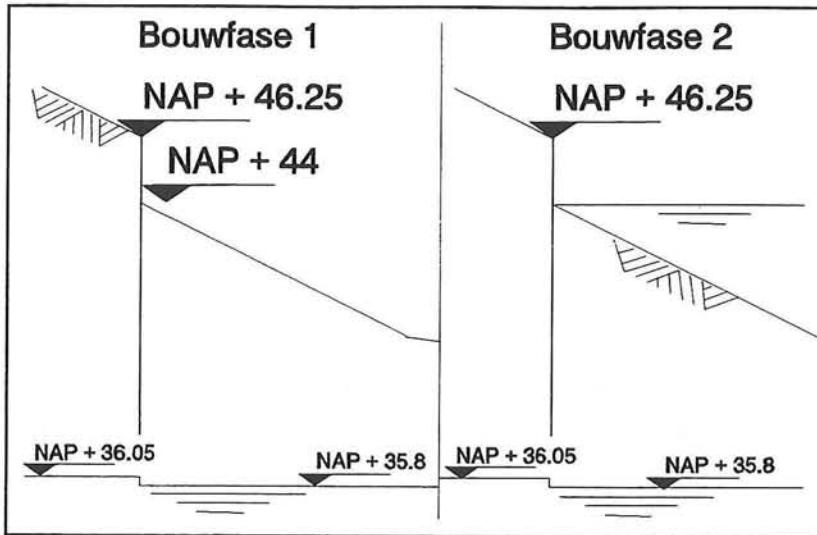 Bouwfase 1
NAP + 46.25
NAP + 44
NAP + 36.05
NAP + 35.8
Bouwfase 2
NAP + 46.25
NAP + 36.05
NAP + 35.8